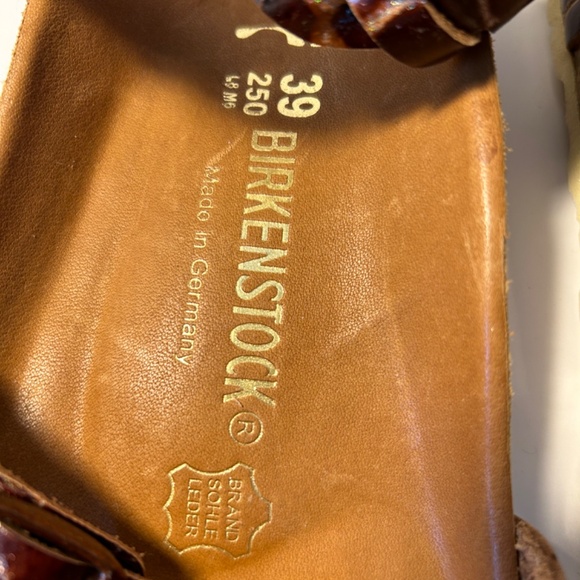 39
250
L8 M6
BIRKENSTOCK®
Made in Germany
BRAND
SOHLE
LEDER